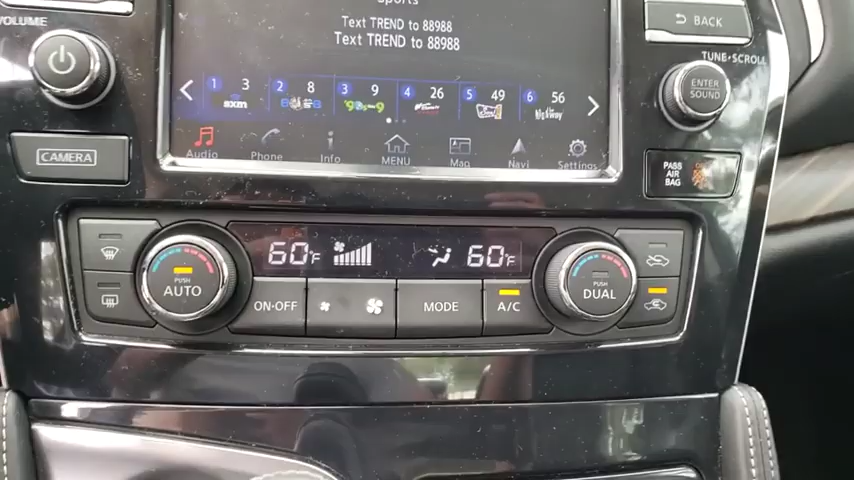 VOLUME
Sports
Text TREND to 88988
Text TREND to 88988
BACK
TUNE·SCROLL
ENTER
SOUND
1 3 2 8 3 9 4 26 5 49 6 56
sxm
highway
Audio Phone Info MENU Map Navi Settings
CAMERA
PASS
AIR
BAG
60°F 60°F
PUSH
AUTO
ON·OFF MODE A/C
PUSH
DUAL